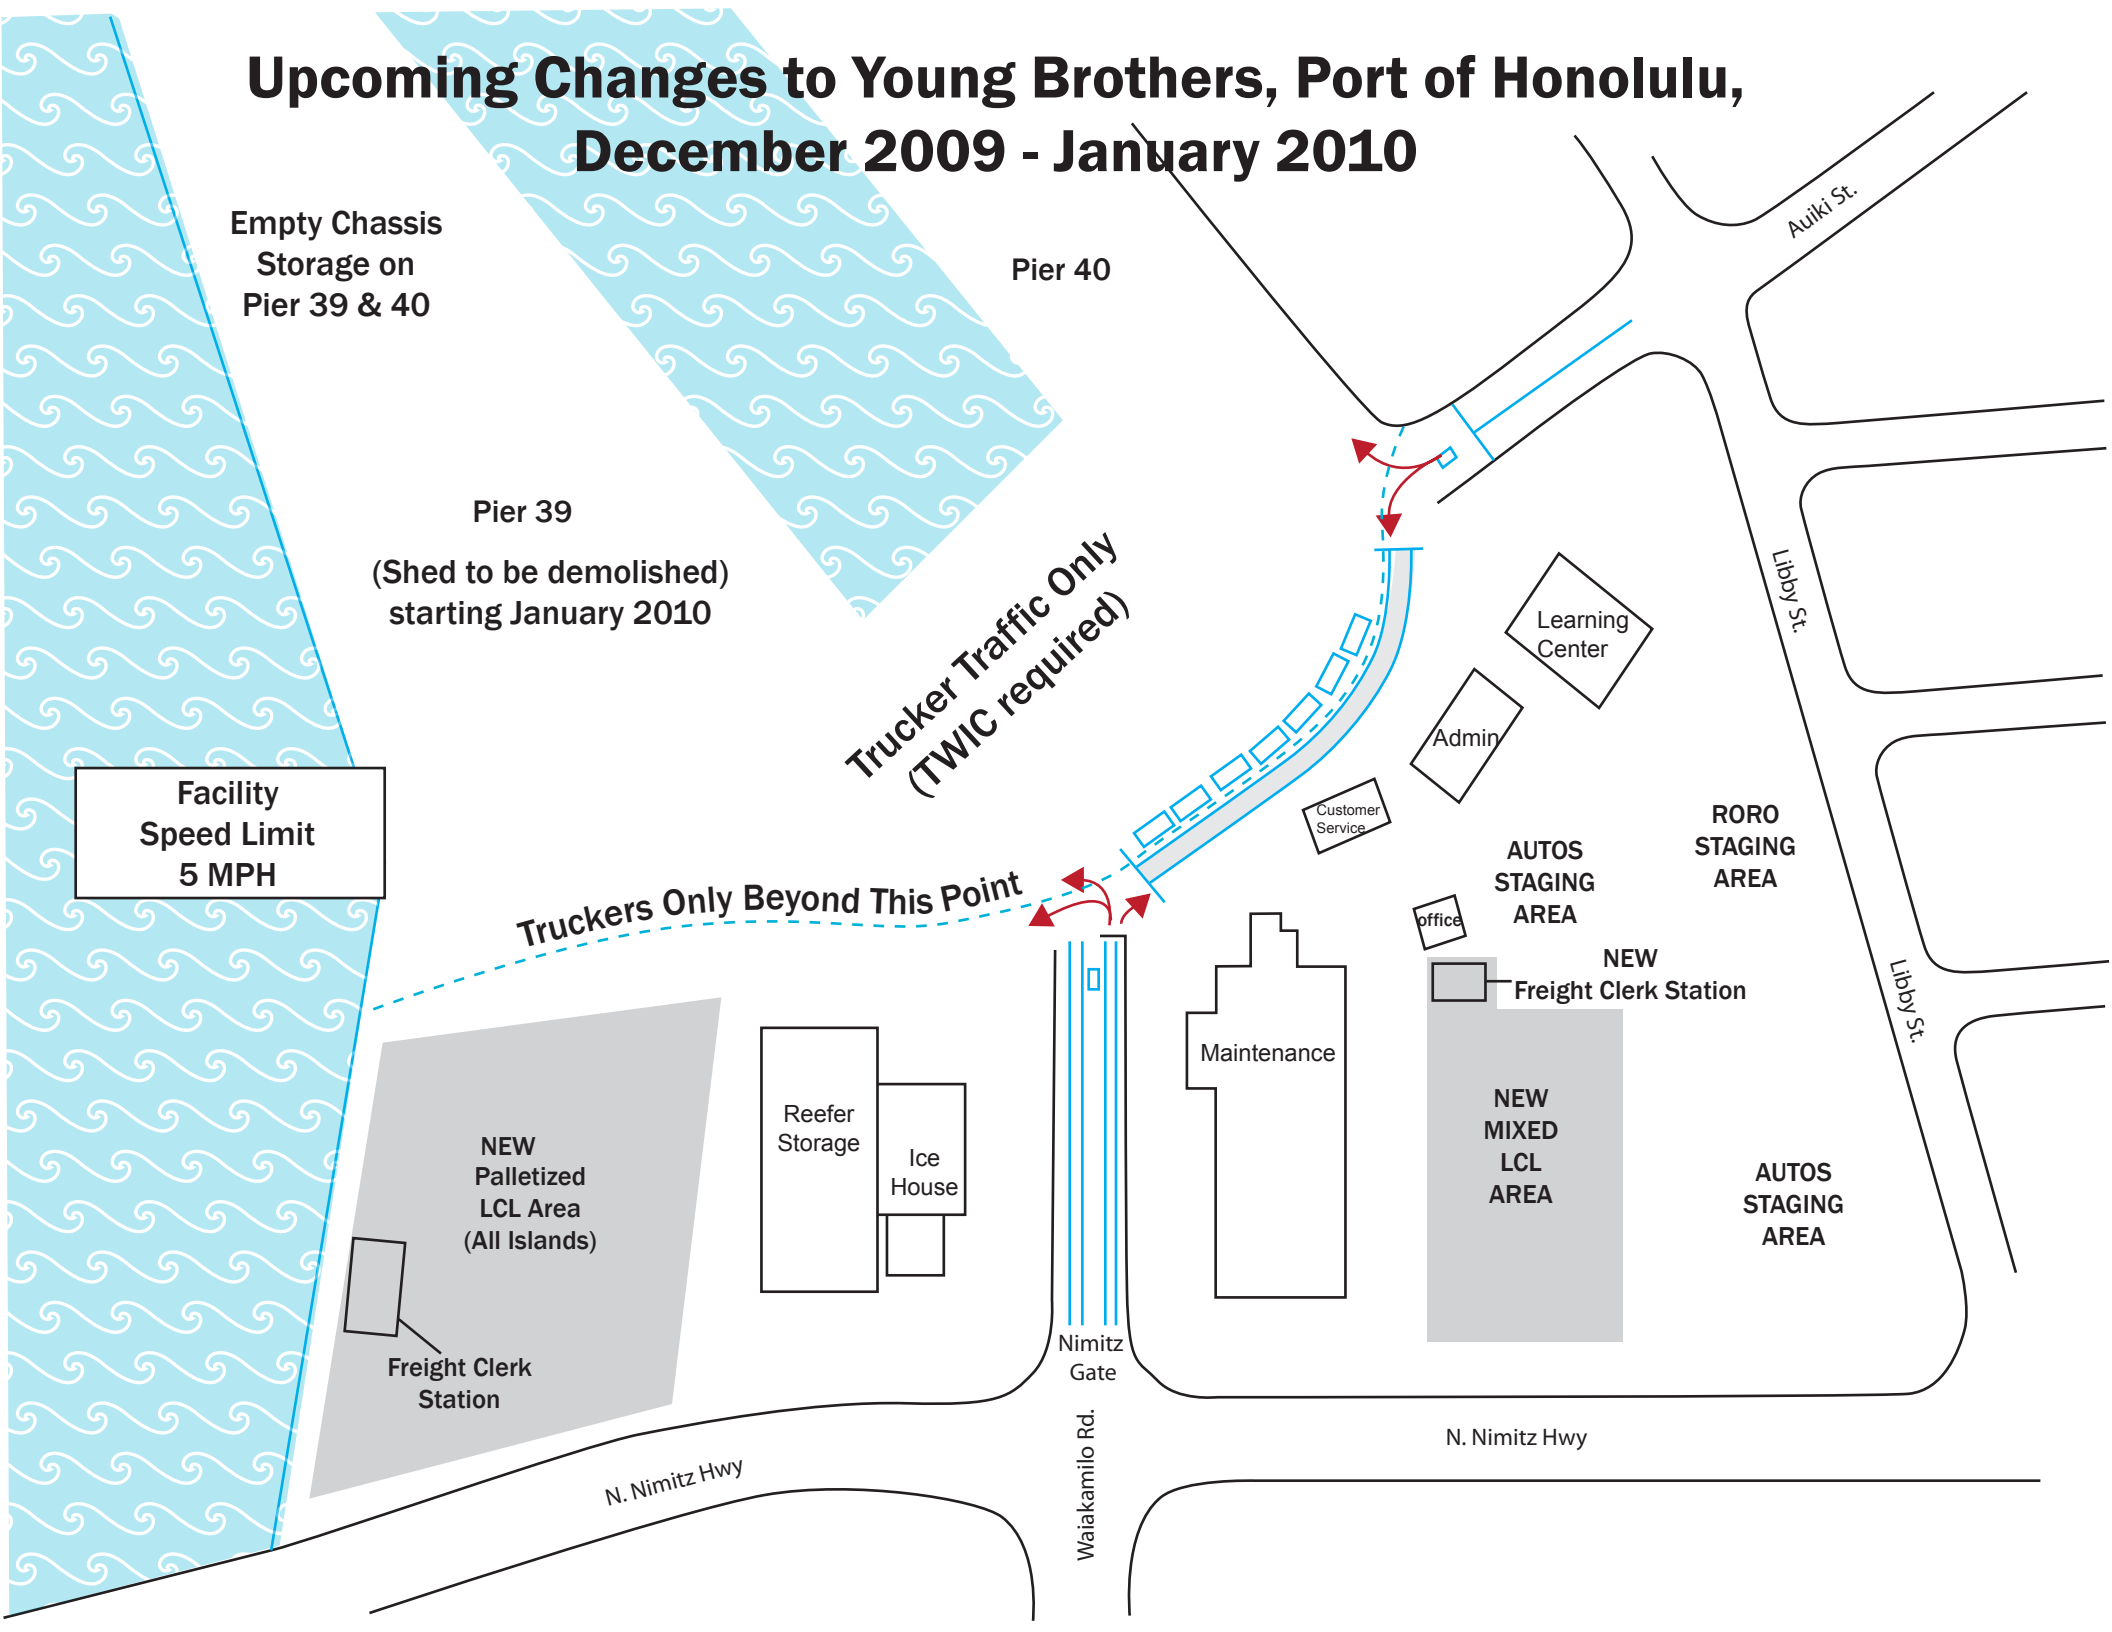 Upcoming Changes to Young Brothers, Port of Honolulu,
December 2009 - January 2010
Empty Chassis
Storage on
Pier 39 & 40
Pier 40
Auiki St.
Pier 39
(Shed to be demolished)
starting January 2010
Trucker Traffic Only
(TWIC required)
Learning
Center
Libby St.
Admin
Facility
Speed Limit
5 MPH
Customer
Service
RORO
STAGING
AREA
AUTOS
STAGING
AREA
Truckers Only Beyond This Point
office
NEW
Freight Clerk Station
Libby St.
Maintenance
NEW
Palletized
LCL Area
(All Islands)
Reefer
Storage
Ice
House
NEW
MIXED
LCL
AREA
AUTOS
STAGING
AREA
Freight Clerk
Station
Nimitz
Gate
Waiakamilo Rd.
N. Nimitz Hwy
N. Nimitz Hwy